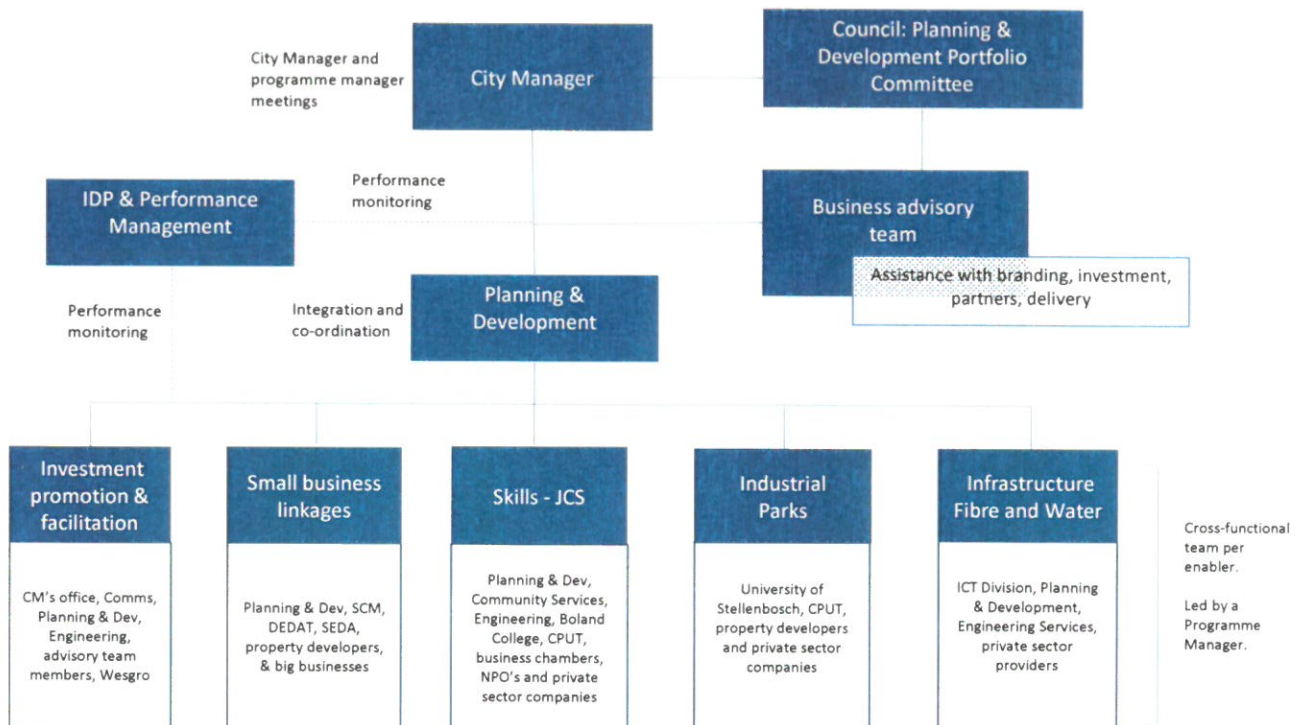 City Manager and
programme manager
meetings
City Manager
Council: Planning &
Development Portfolio
Committee
IDP & Performance
Management
Performance
monitoring
Business advisory
team
Assistance with branding, investment,
partners, delivery
Performance
monitoring
Integration and
co-ordination
Planning &
Development
Investment
promotion &
facilitation
CM's office, Comms,
Planning & Dev,
Engineering,
advisory team
members, Wesgro
Small business
linkages
Planning & Dev, SCM,
DEDAT, SEDA,
property developers,
& big businesses
Skills - JCS
Planning & Dev,
Community Services,
Engineering, Boland
College, CPUT,
business chambers,
NPO's and private
sector companies
Industrial
Parks
University of
Stellenbosch, CPUT,
property developers
and private sector
companies
Infrastructure
Fibre and Water
ICT Division, Planning
& Development,
Engineering Services,
private sector
providers
Cross-functional
team per
enabler.
Led by a
Programme
Manager.